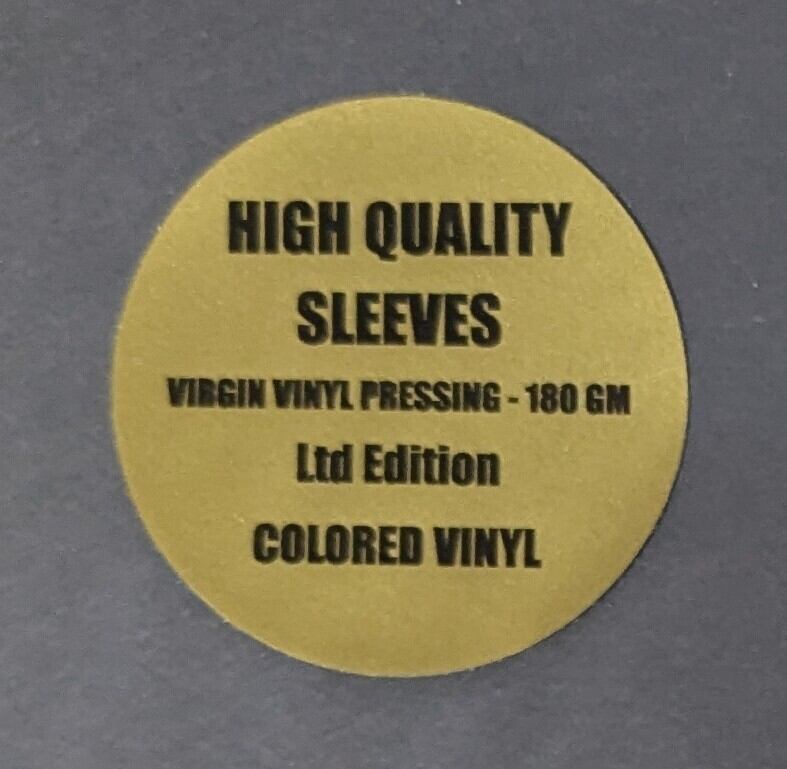 HIGH QUALITY
SLEEVES
VIRGIN VINYL PRESSING - 180 GM
Ltd Edition
COLORED VINYL